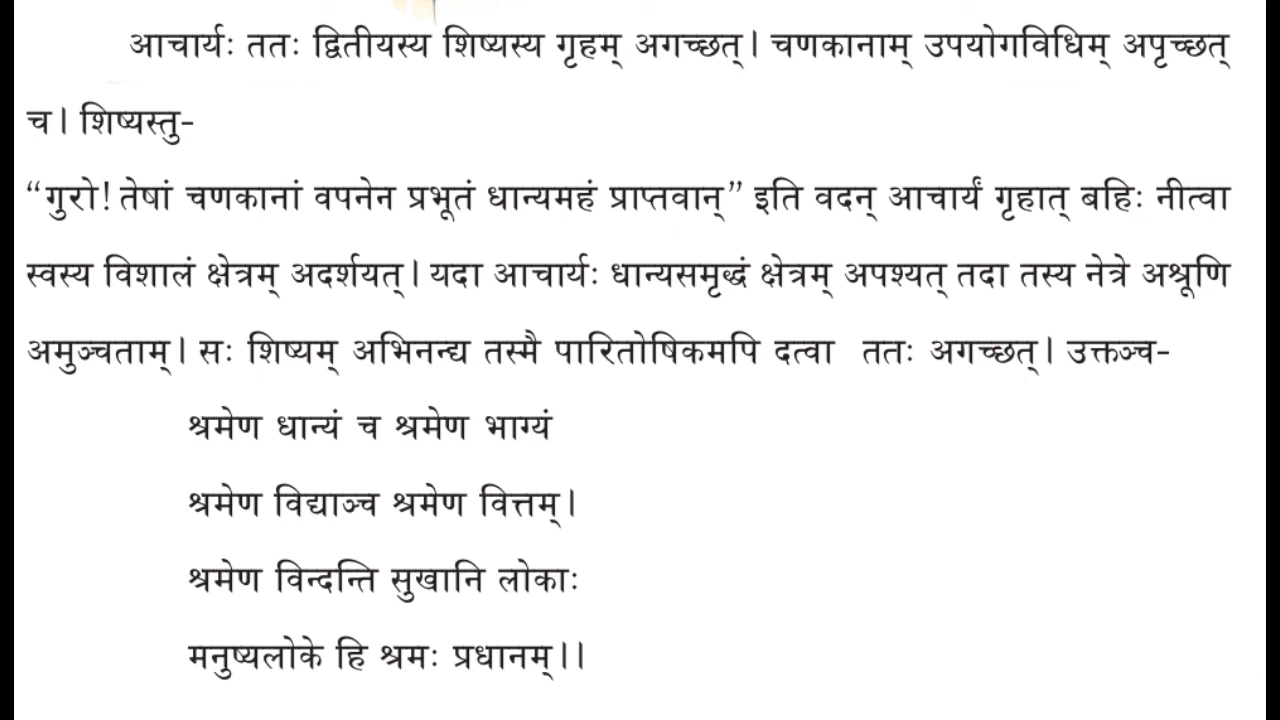 आचार्यः ततः द्वितीयस्य शिष्यस्य गृहम् अगच्छत्। चणकानाम् उपयोगविधिम् अपृच्छत्
च। शिष्यस्तु-
“गुरो! तेषां चणकानां वपनेन प्रभूतं धान्यमहं प्राप्तवान्” इति वदन् आचार्यं गृहात् बहिः नीत्वा
स्वस्य विशालं क्षेत्रम् अदर्शयत्। यदा आचार्यः धान्यसमृद्धं क्षेत्रम् अपश्यत् तदा तस्य नेत्रे अश्रूणि
अमुञ्चताम्। सः शिष्यम् अभिनन्द्य तस्मै पारितोषिकमपि दत्वा ततः अगच्छत्। उक्तञ्च-
श्रमेण धान्यं च श्रमेण भाग्यं
श्रमेण विद्याञ्च श्रमेण वित्तम्।
श्रमेण विन्दन्ति सुखानि लोकाः
मनुष्यलोके हि श्रमः प्रधानम्।।